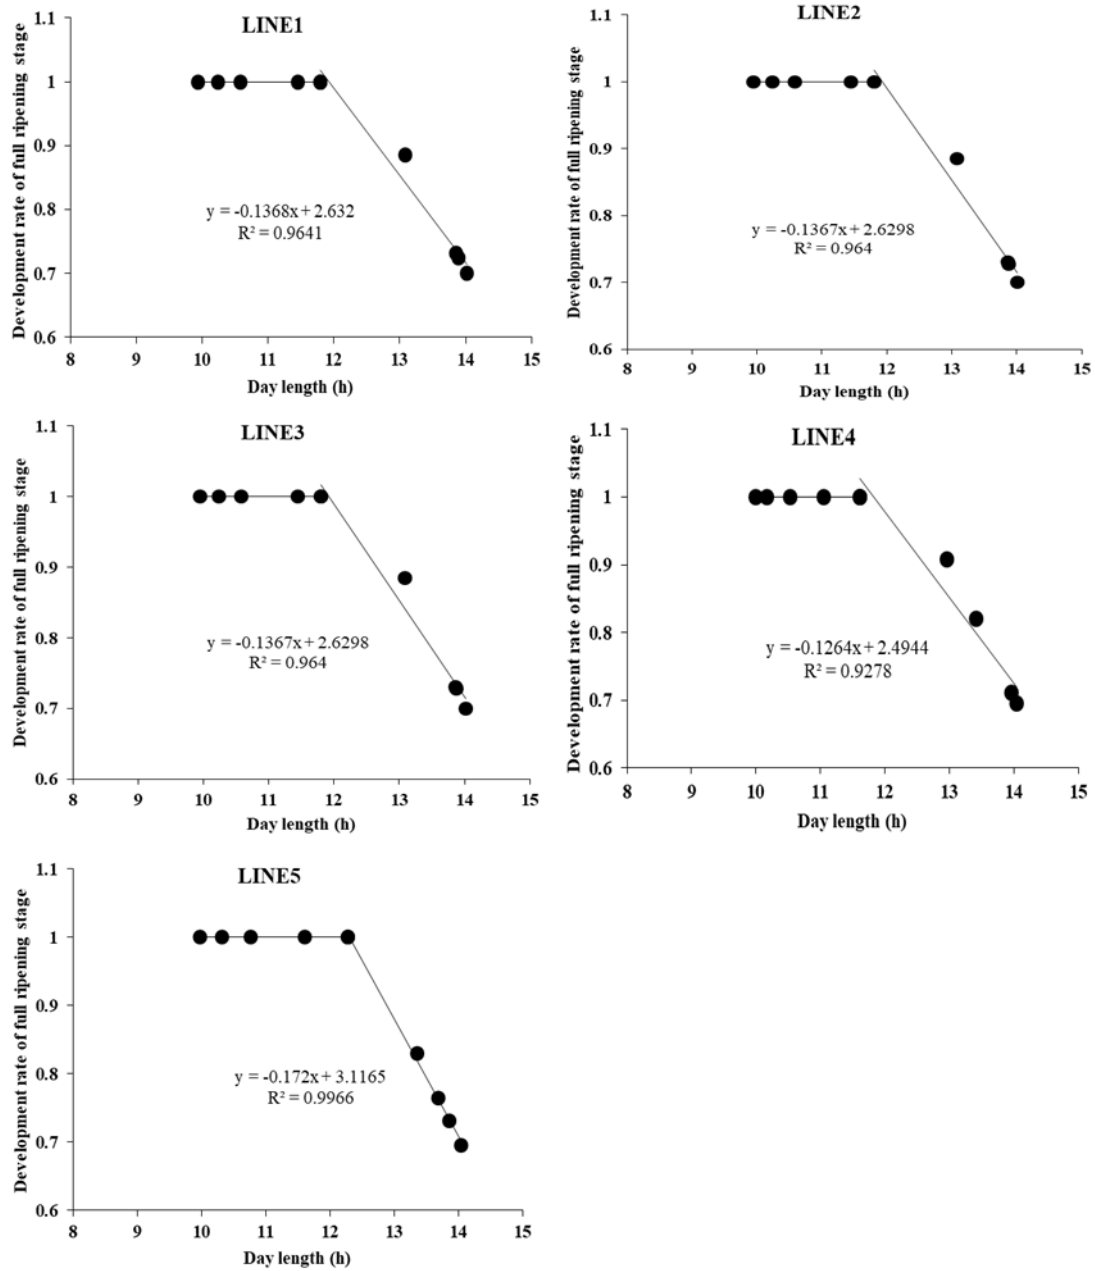 LINE1
Development rate of full ripening stage
1.1
1
0.9
0.8
0.7
0.6
y = -0.1368x + 2.632
R² = 0.9641
8 9 10 11 12 13 14 15
Day length (h)
LINE2
Development rate of full ripening stage
1.1
1
0.9
0.8
0.7
0.6
y = -0.1367x + 2.6298
R² = 0.964
8 9 10 11 12 13 14 15
Day length (h)
LINE3
Development rate of full ripening stage
1.1
1
0.9
0.8
0.7
0.6
y = -0.1367x + 2.6298
R² = 0.964
8 9 10 11 12 13 14 15
Day length (h)
LINE4
Development rate of full ripening stage
1.1
1
0.9
0.8
0.7
0.6
y = -0.1264x + 2.4944
R² = 0.9278
8 9 10 11 12 13 14 15
Day length (h)
LINE5
Development rate of full ripening stage
1.1
1
0.9
0.8
0.7
0.6
y = -0.172x + 3.1165
R² = 0.9966
8 9 10 11 12 13 14 15
Day length (h)